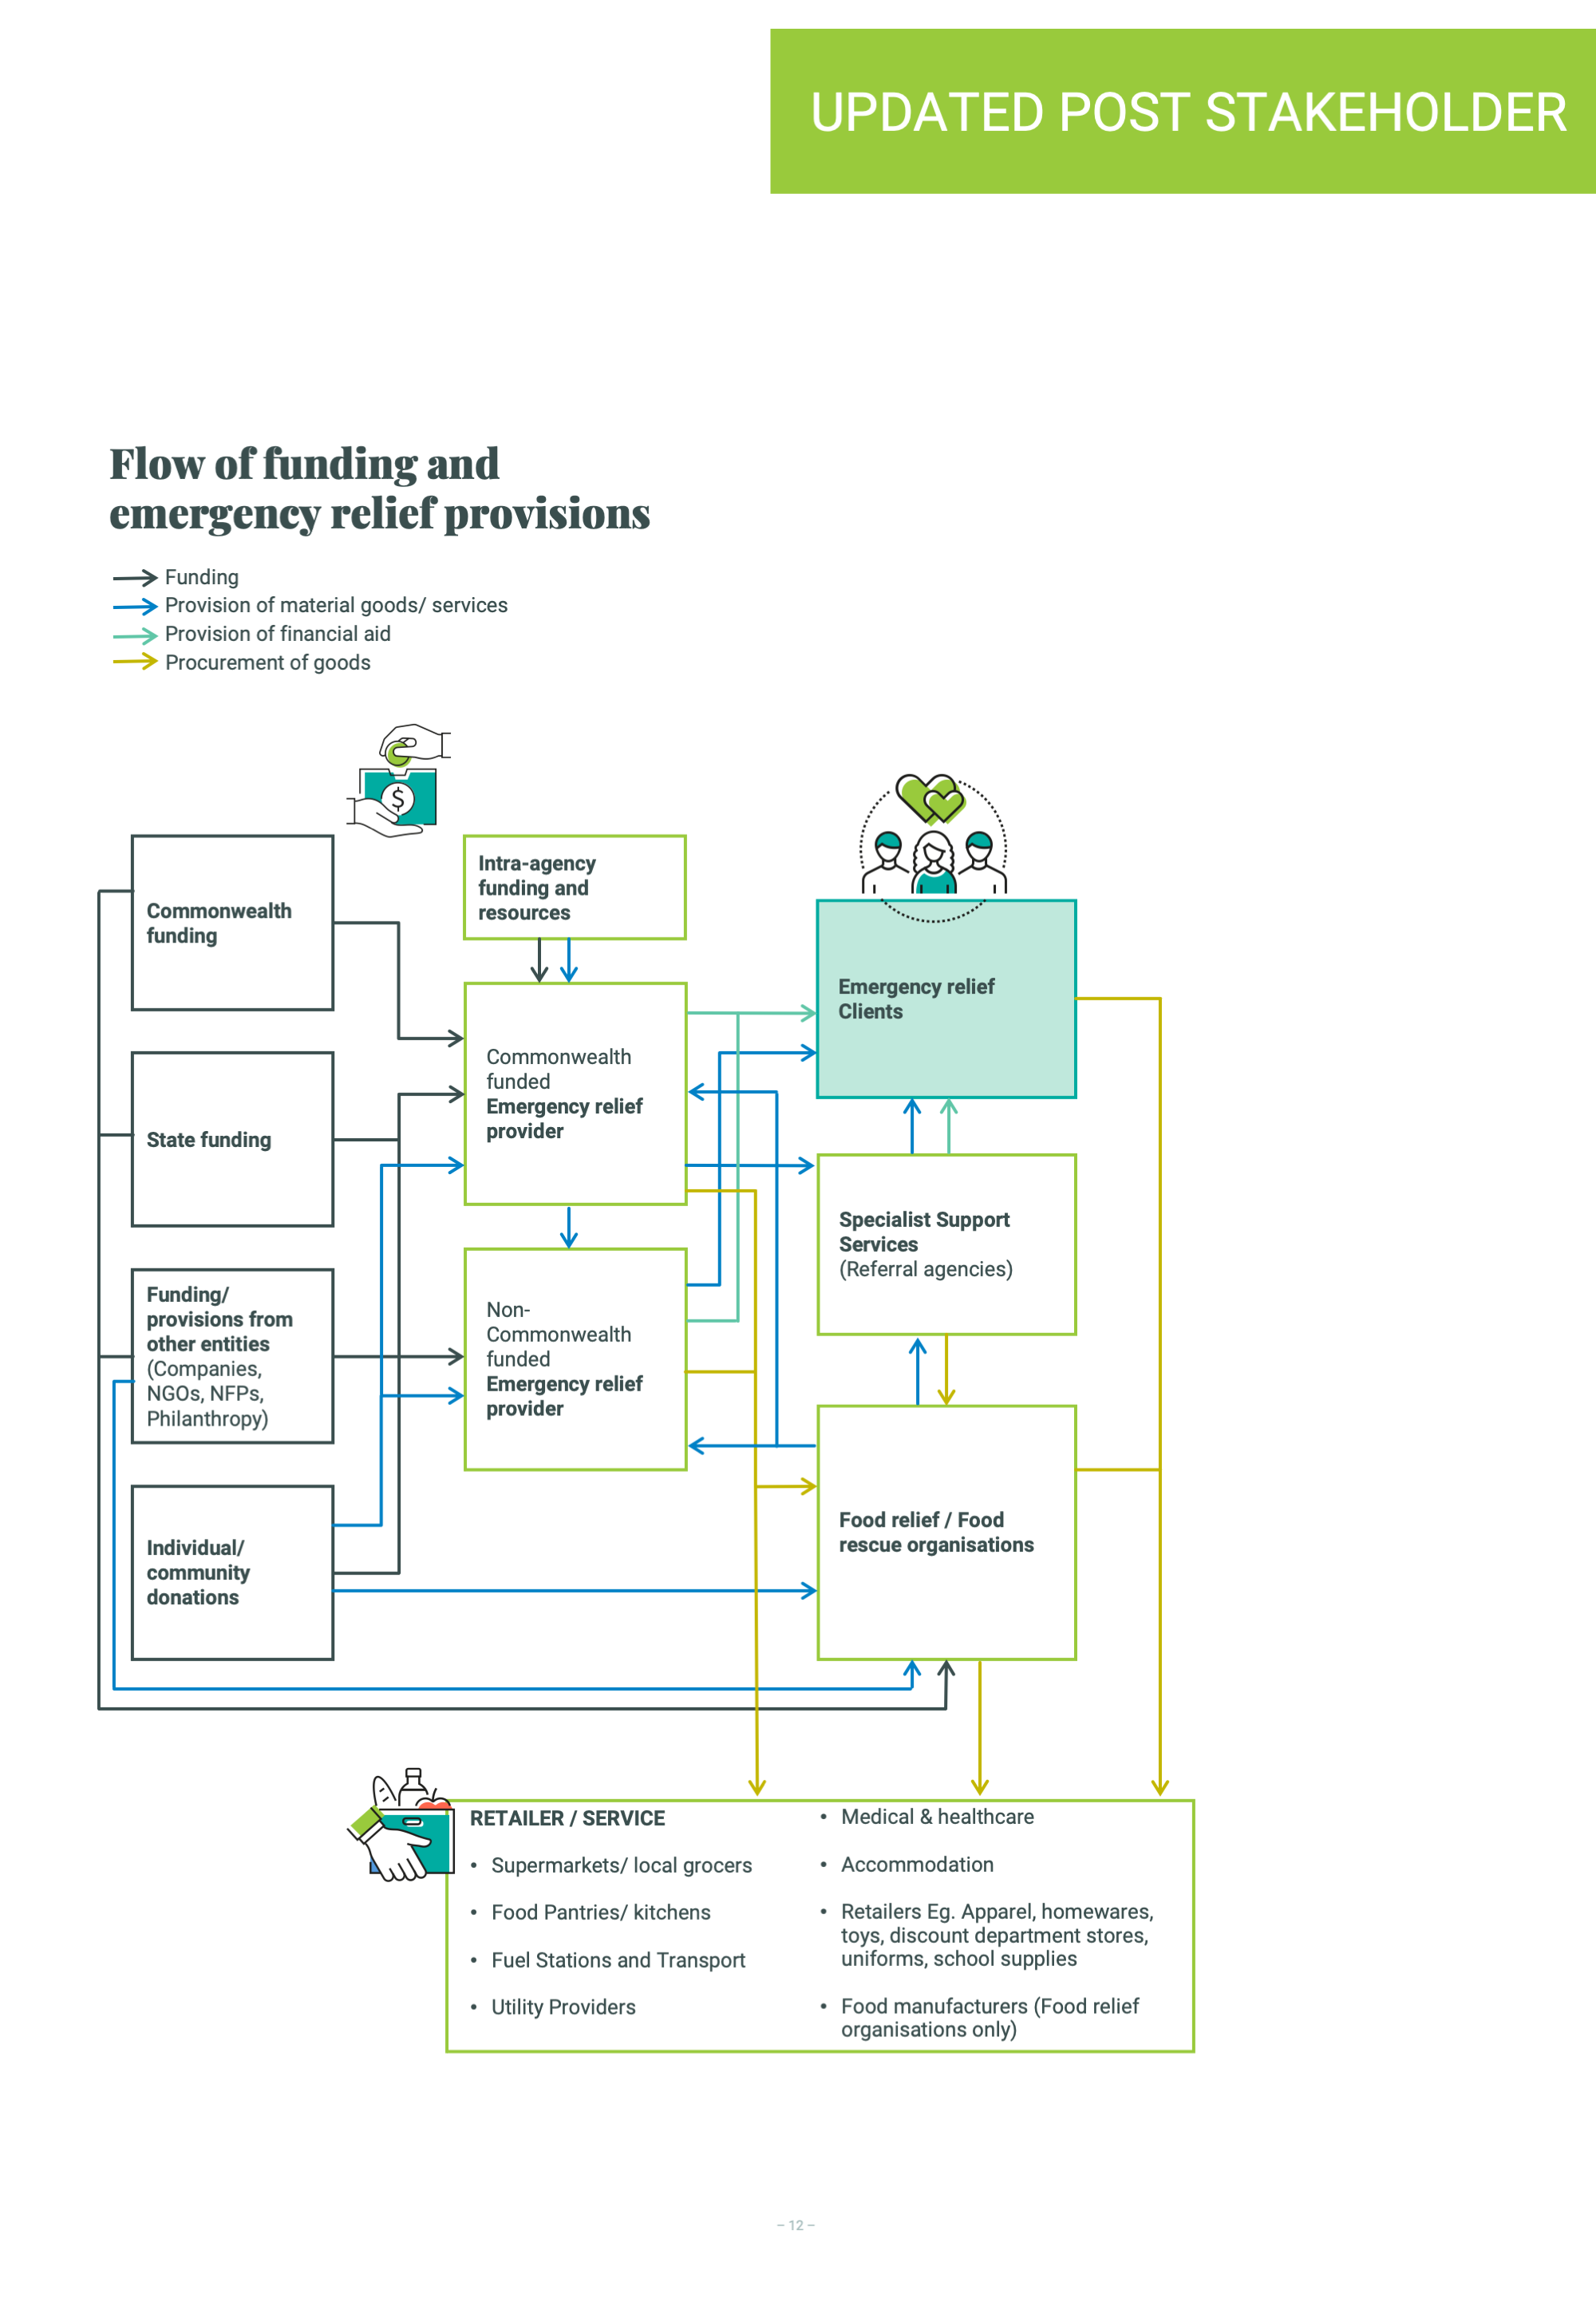 UPDATED POST STAKEHOLDER
Flow of funding and
emergency relief provisions
Funding
Provision of material goods/ services
Provision of financial aid
Procurement of goods
$
Commonwealth
funding
Intra-agency
funding and
resources
Emergency relief
Clients
Commonwealth
funded
Emergency relief
provider
State funding
Specialist Support
Services
(Referral agencies)
Funding/
provisions from
other entities
(Companies,
NGOs, NFPs,
Philanthropy)
Non-
Commonwealth
funded
Emergency relief
provider
Individual/
community
donations
Food relief / Food
rescue organisations
RETAILER / SERVICE
• Supermarkets/ local grocers
• Food Pantries/ kitchens
• Fuel Stations and Transport
• Utility Providers
• Medical & healthcare
• Accommodation
• Retailers Eg. Apparel, homewares,
toys, discount department stores,
uniforms, school supplies
• Food manufacturers (Food relief
organisations only)
– 12 –